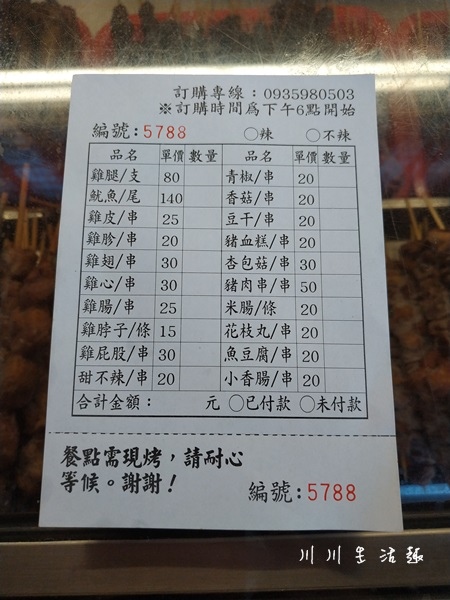 訂購專線：0935980503
※訂購時間為下午6點開始
編號:5788 ○辣 ○不辣
品名 單價 數量 品名 單價 數量
雞腿/支 80 青椒/串 20
魷魚/尾 140 香菇/串 20
雞皮/串 25 豆干/串 20
雞胗/串 20 豬血糕/串 20
雞翅/串 30 杏包菇/串 30
雞心/串 30 豬肉串/串 50
雞腸/串 25 米腸/條 20
雞脖子/條 15 花枝丸/串 20
雞屁股/串 30 魚豆腐/串 20
甜不辣/串 20 小香腸/串 20
合計金額： 元 ○已付款 ○未付款
餐點需現烤，請耐心
等候。謝謝！
編號:5788
川川生活趣